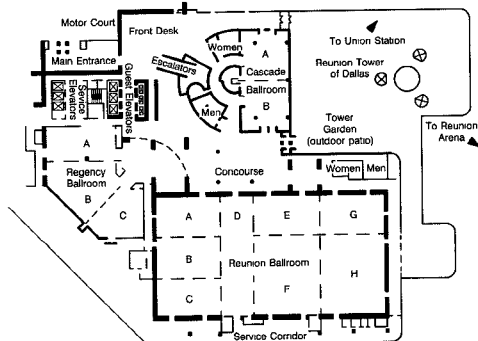 Motor Court
Front Desk
Main Entrance
Service
Elevators
Guest Elevators
Escalators
Women
Men
A
Cascade
Ballroom
B
To Union Station
Reunion Tower
of Dallas
To Reunion
Arena
Tower
Garden
(outdoor patio)
A
Regency
Ballroom
B
C
Concourse
Women
Men
A
D
E
G
B
Reunion Ballroom
H
C
F
Service Corridor